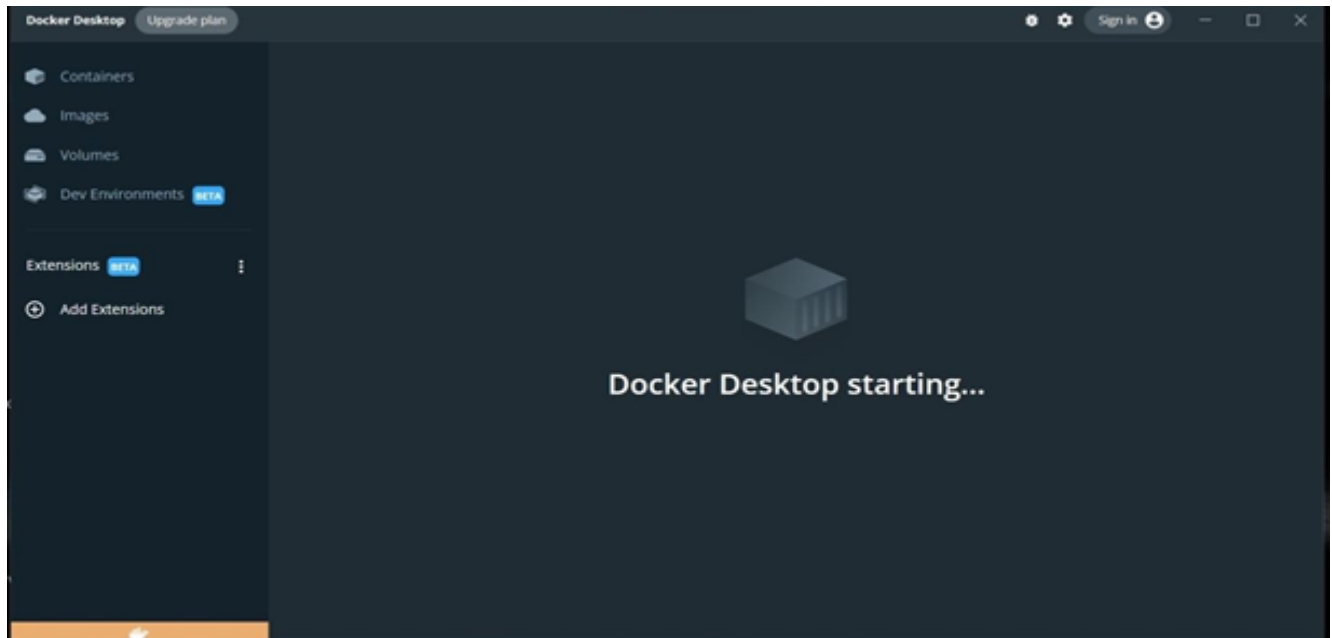 Docker Desktop Upgrade plan Sign in
Containers
Images
Volumes
Dev Environments BETA
Extensions BETA
Add Extensions
Docker Desktop starting...